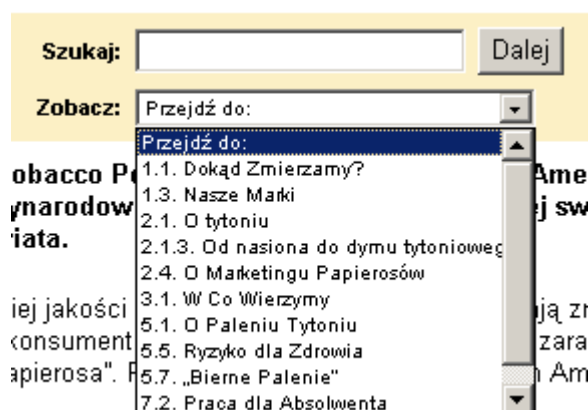 Szukaj: Dalej
Zobacz: Przejdź do:
Przejdź do:
1.1. Dokąd Zmierzamy?
1.3. Nasze Marki
2.1. O tytoniu
2.1.3. Od nasiona do dymu tytonioweg
2.4. O Marketingu Papierosów
3.1. W Co Wierzymy
5.1. O Paleniu Tytoniu
5.5. Ryzyko dla Zdrowia
5.7. „Bierne Palenie"
7.2. Praca dla Absolwenta
obacco P Ame
ynarodow ej sw
iata.
iej jakości ją zr
konsument zara
apierosa". Am